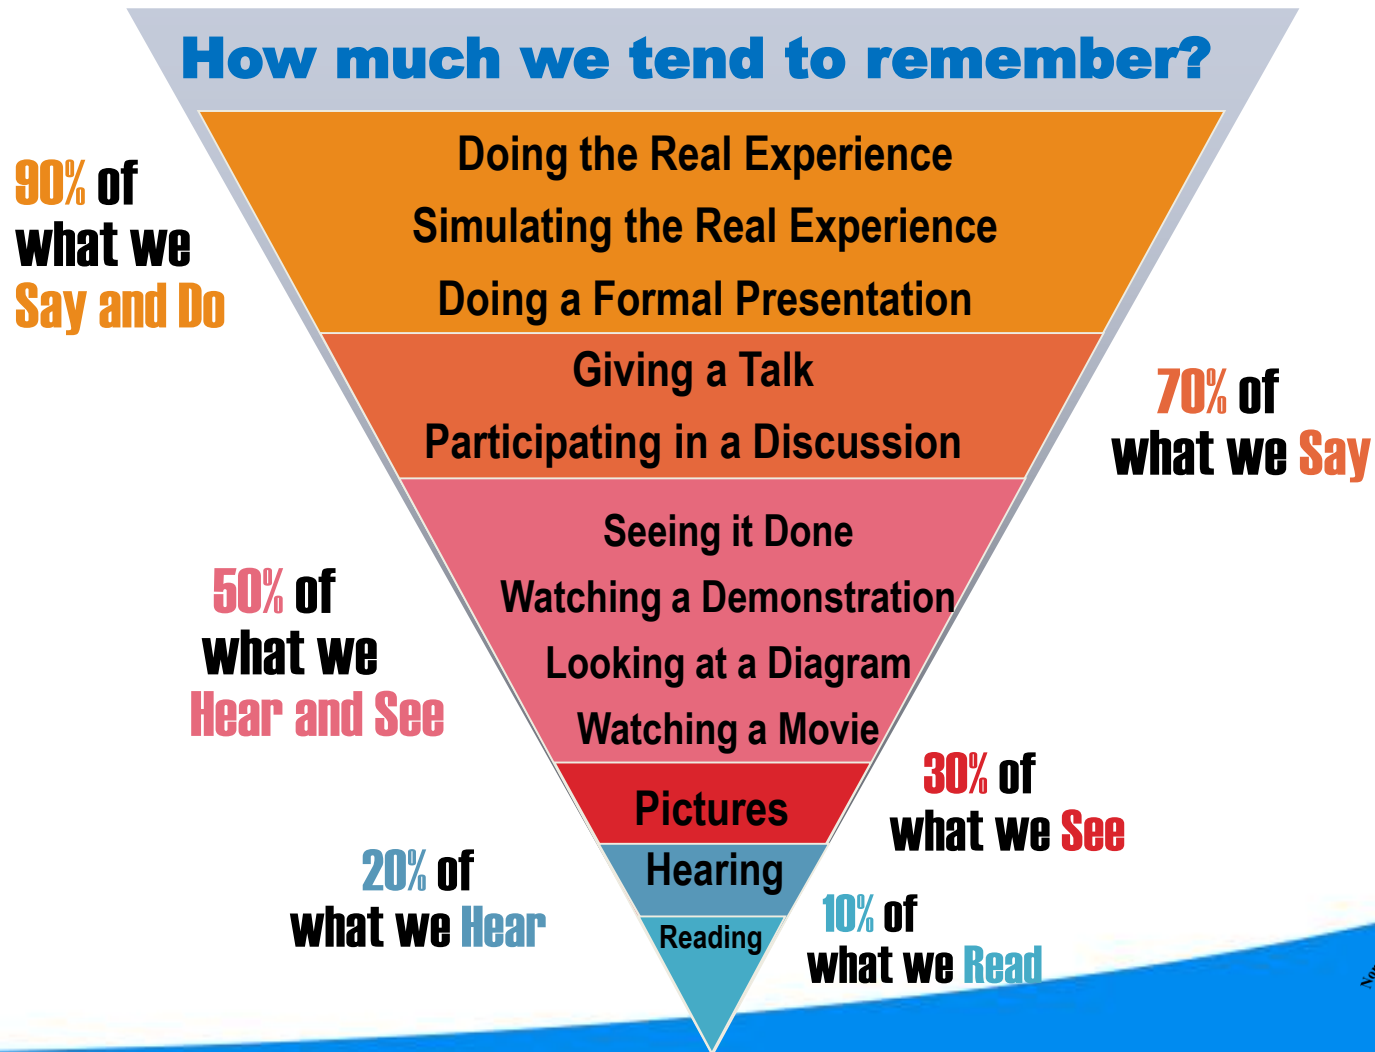 How much we tend to remember?
Doing the Real Experience
Simulating the Real Experience
Doing a Formal Presentation
90% of
what we
Say and Do
Giving a Talk
Participating in a Discussion
70% of
what we Say
Seeing it Done
Watching a Demonstration
Looking at a Diagram
Watching a Movie
50% of
what we
Hear and See
Pictures
30% of
what we See
Hearing
20% of
what we Hear
Reading
10% of
what we Read